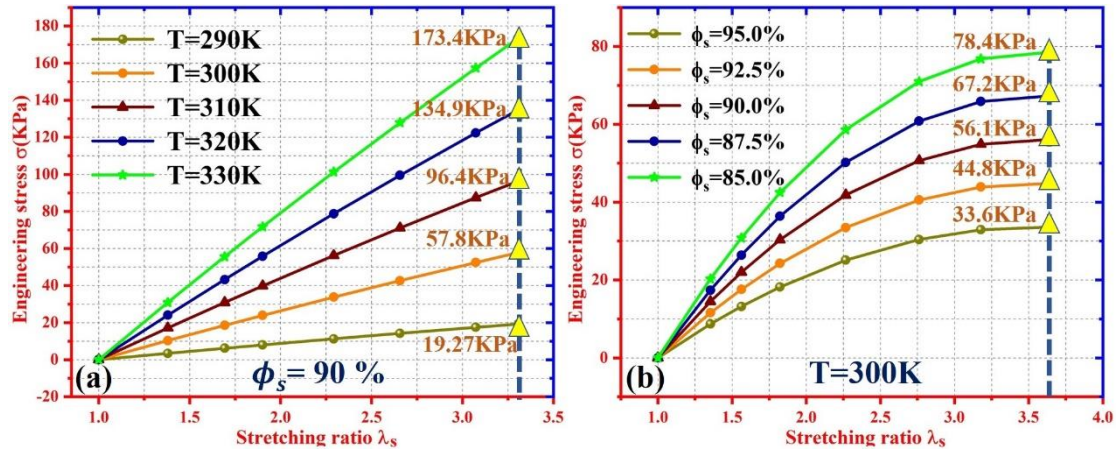 Engineering stress σ(KPa)
180
160
140
120
100
80
60
40
20
0
-20
T=290K
T=300K
T=310K
T=320K
T=330K
173.4KPa
134.9KPa
96.4KPa
57.8KPa
19.27KPa
(a)
ϕs= 90 %
1.0 1.5 2.0 2.5 3.0 3.5
Stretching ratio λs
Engineering stress σ(KPa)
80
60
40
20
0
ϕs=95.0%
ϕs=92.5%
ϕs=90.0%
ϕs=87.5%
ϕs=85.0%
78.4KPa
67.2KPa
56.1KPa
44.8KPa
33.6KPa
(b)
T=300K
1.0 1.5 2.0 2.5 3.0 3.5 4.0
Stretching ratio λs